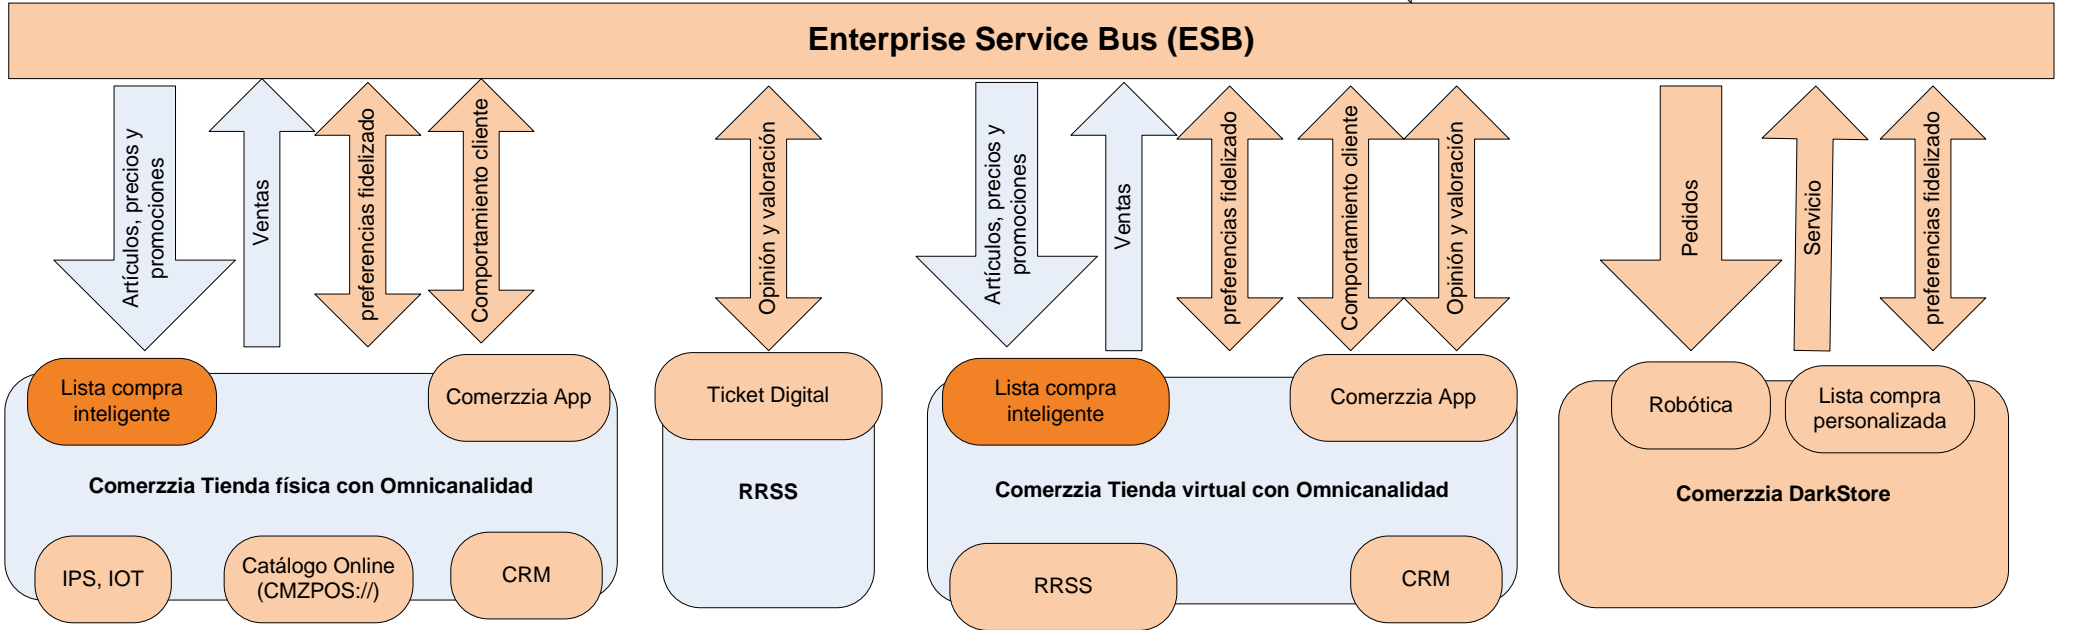 Enterprise Service Bus (ESB)
Artículos, precios y
promociones
Ventas
preferencias fidelizado
Comportamiento cliente
Opinión y valoración
Artículos, precios y
promociones
Ventas
preferencias fidelizado
Comportamiento cliente
Opinión y valoración
Pedidos
Servicio
preferencias fidelizado
Lista compra
inteligente
Comerzzia App
Comerzzia Tienda física con Omnicanalidad
IPS, IOT
Catálogo Online
(CMZPOS://)
CRM
Ticket Digital
RRSS
Lista compra
inteligente
Comerzzia App
Comerzzia Tienda virtual con Omnicanalidad
RRSS
CRM
Robótica
Lista compra
personalizada
Comerzzia DarkStore